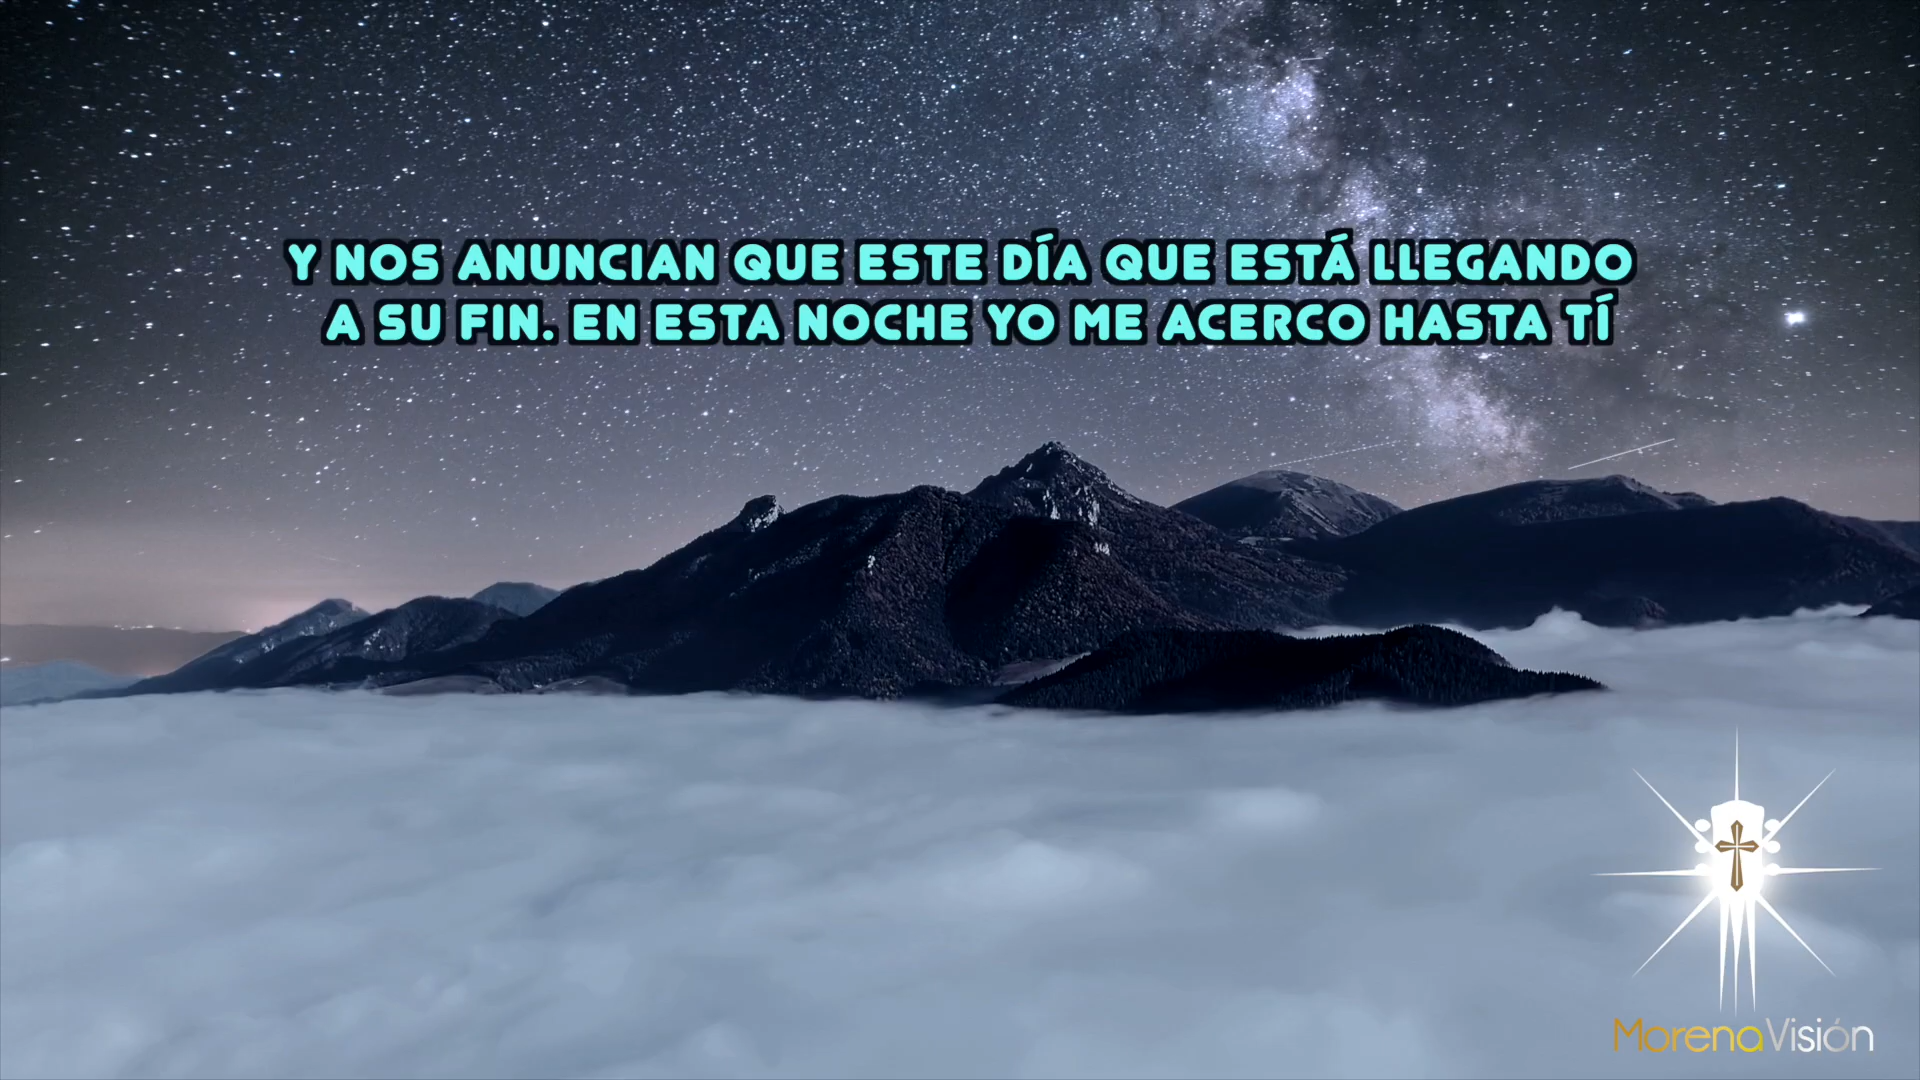 Y NOS ANUNCIAN QUE ESTE DÍA QUE ESTÁ LLEGANDO
A SU FIN. EN ESTA NOCHE YO ME ACERCO HASTA TÍ
MorenaVisión